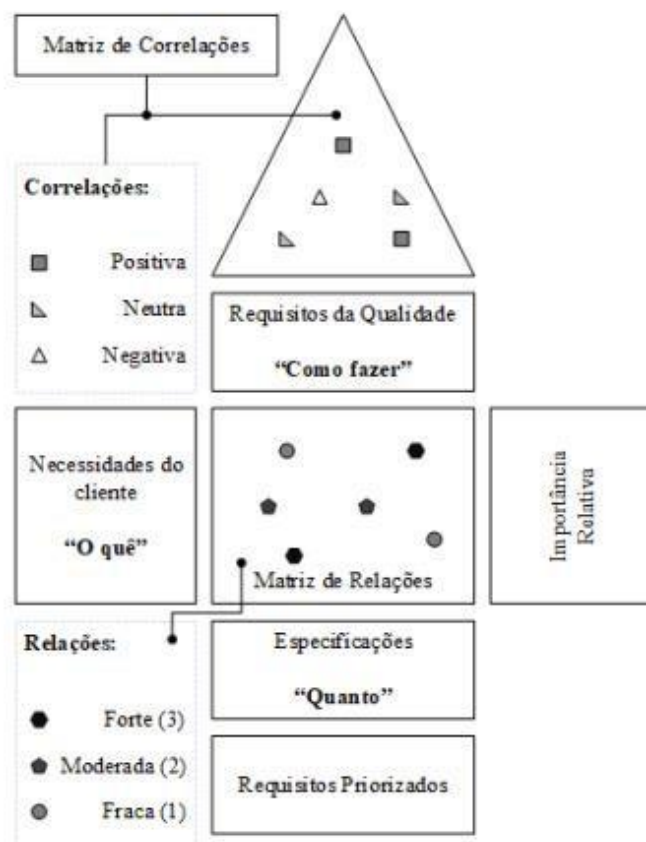 Matriz de Correlações
Correlações:
Positiva
Neutra
Negativa
Requisitos da Qualidade
“Como fazer”
Necessidades do
cliente
“O quê”
Matriz de Relações
Importância
Relativa
Relações:
Forte (3)
Moderada (2)
Fraca (1)
Especificações
“Quanto”
Requisitos Priorizados